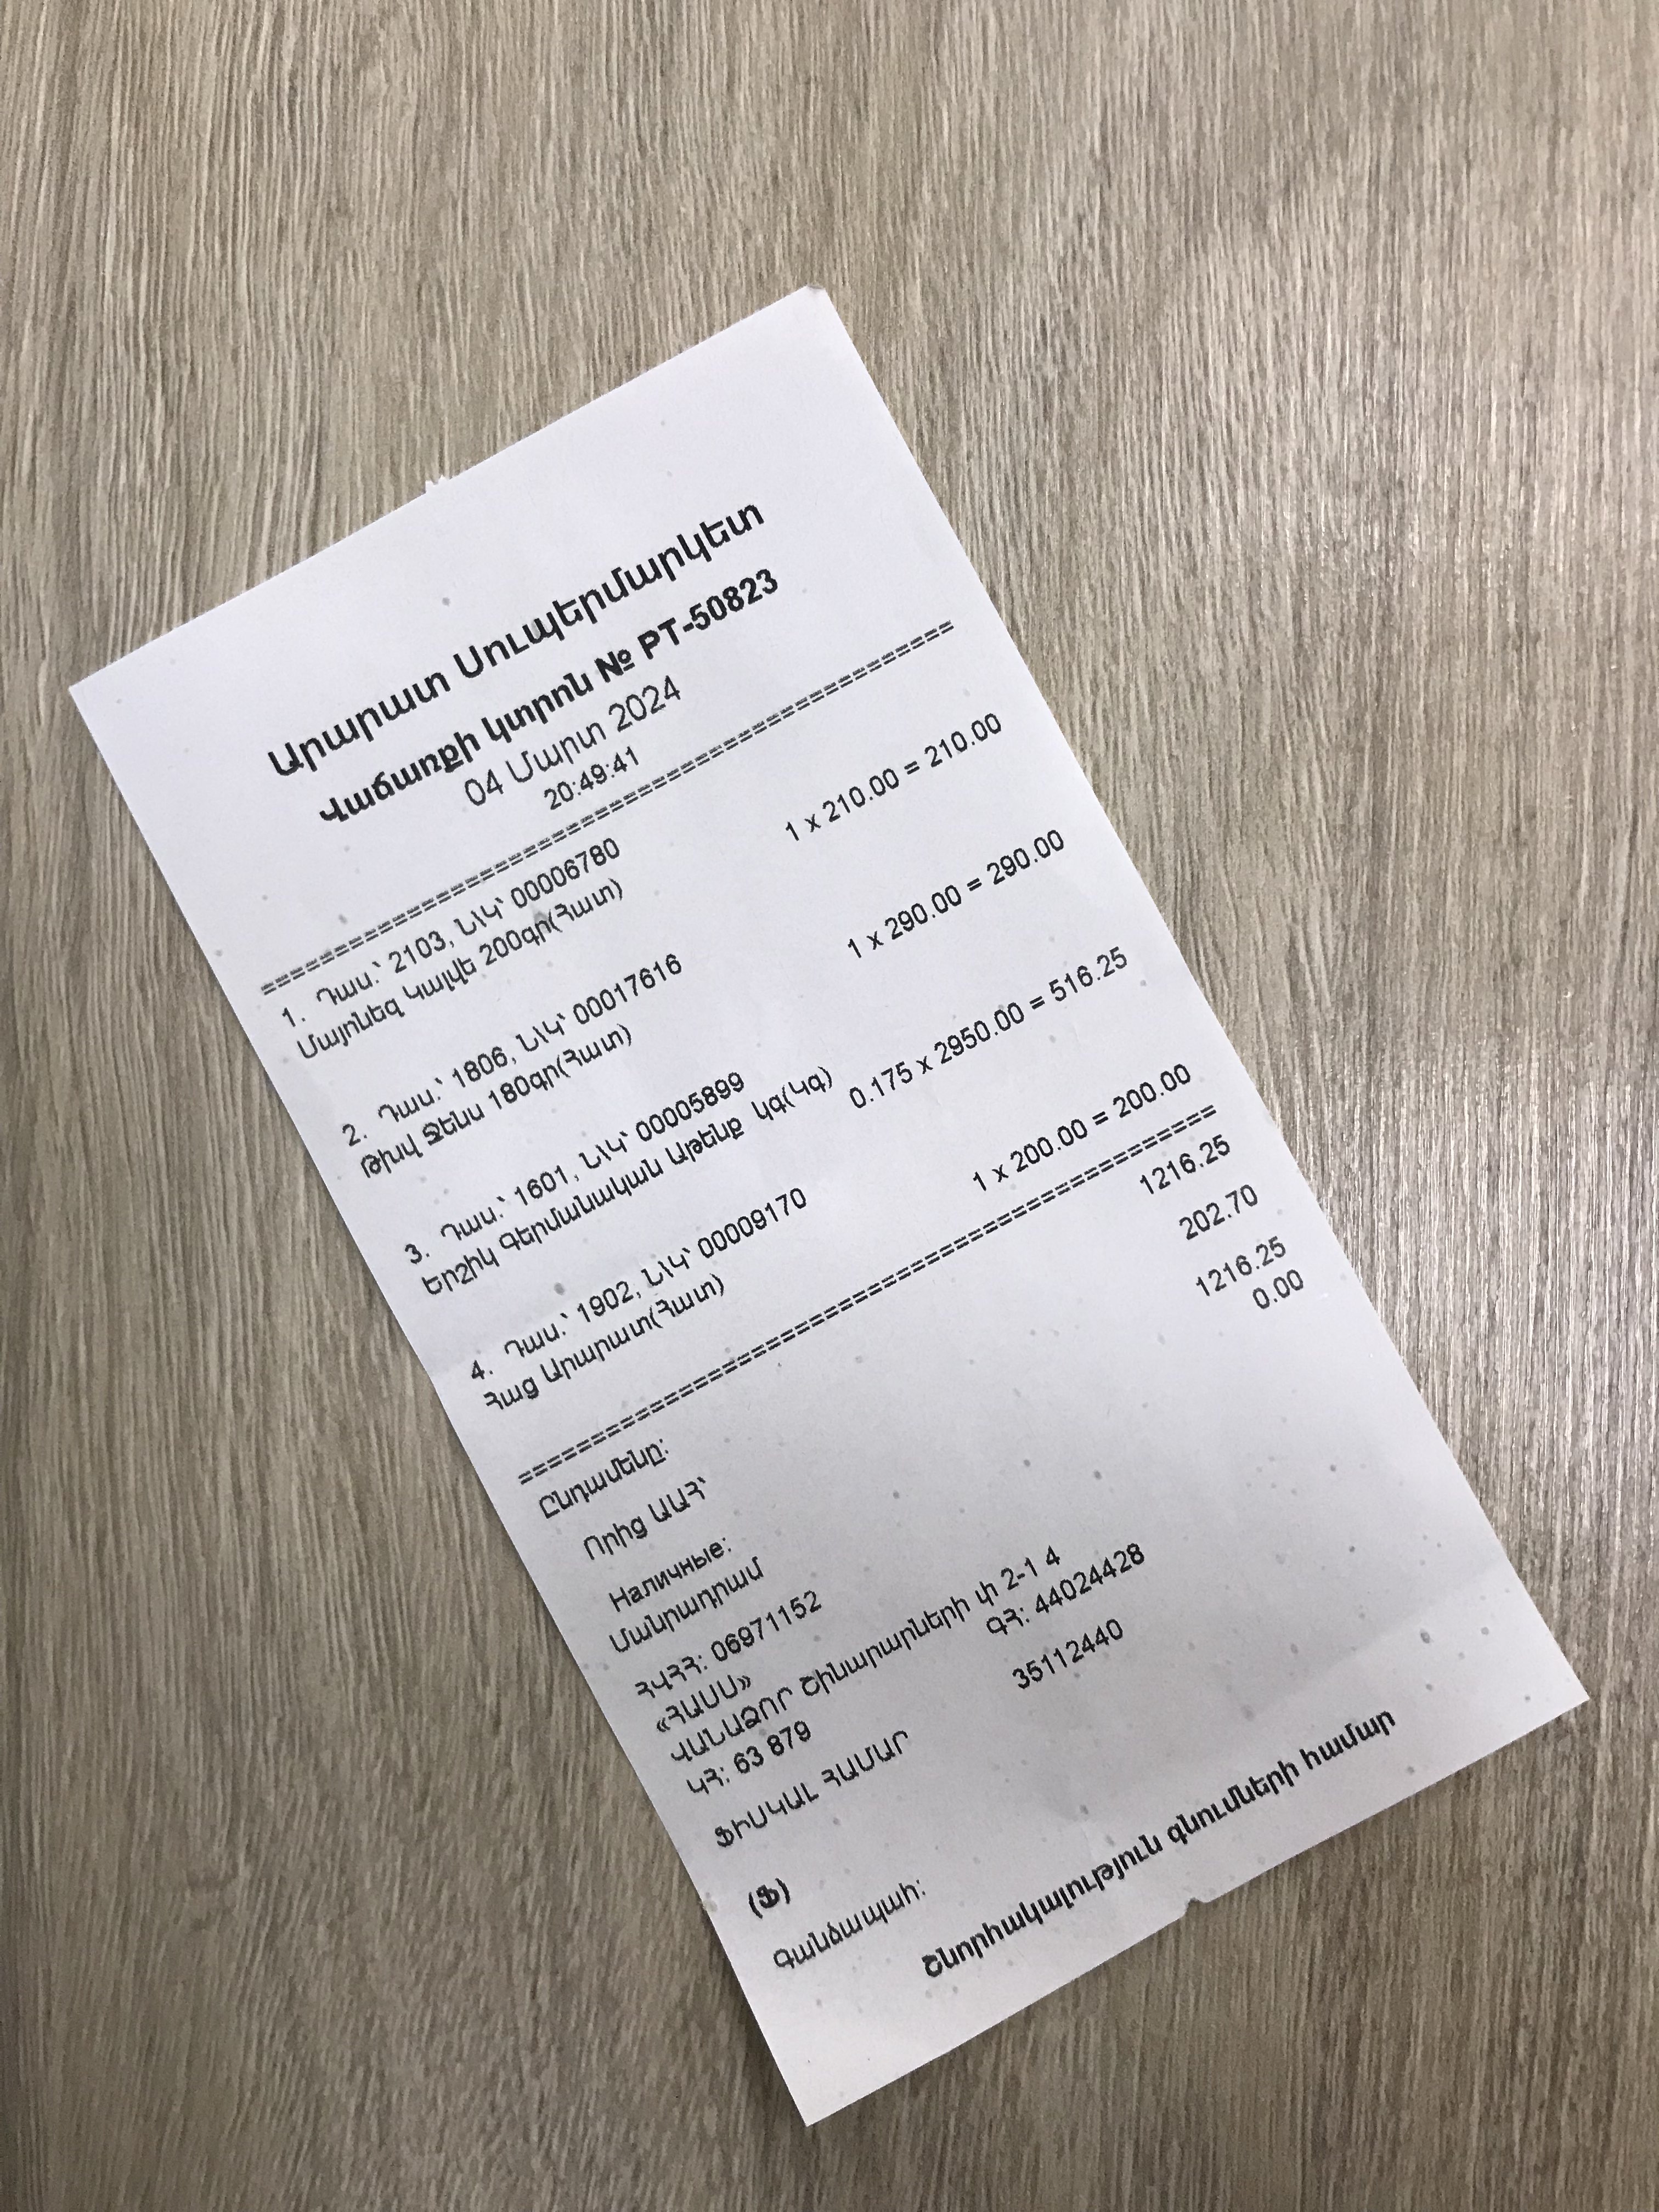 Արարատ Սուպերմարկետ
Վաճառքի կտրոն № PT-50823
04 Մարտ 2024
20:49:41
==================================================
1. Դաս.՝ 2103, Ն\Կ՝ 00006780
Մայոնեզ Կալվե 200գր(Հատ)
1 x 210.00 = 210.00
2. Դաս.՝ 1806, Ն\Կ՝ 00017616
Թխվ Ջենս 180գր(Հատ)
1 x 290.00 = 290.00
3. Դաս.՝ 1601, Ն\Կ՝ 00005899
Երշիկ Գերմանական Աթենք կգ(Կգ)
0.175 x 2950.00 = 516.25
4. Դաս.՝ 1902, Ն\Կ՝ 00009170
Հաց Արարատ(Հատ)
1 x 200.00 = 200.00
==================================================
Ընդամենը: 1216.25
Որից ԱԱՀ՝ 202.70
Наличные: 1216.25
Մանրադրամ 0.00
ՀՎՀՀ: 06971152
«ՀԱՍՍ»
ՎԱՆԱՁՈՐ Շինարարների փ 2-1 4
ԿՀ: 63 879 ԳՀ: 44024428
ՖԻՍԿԱԼ ՀԱՄԱՐ 35112440
(Ֆ)
Գանձապահ:
Շնորհակալություն գնումների համար